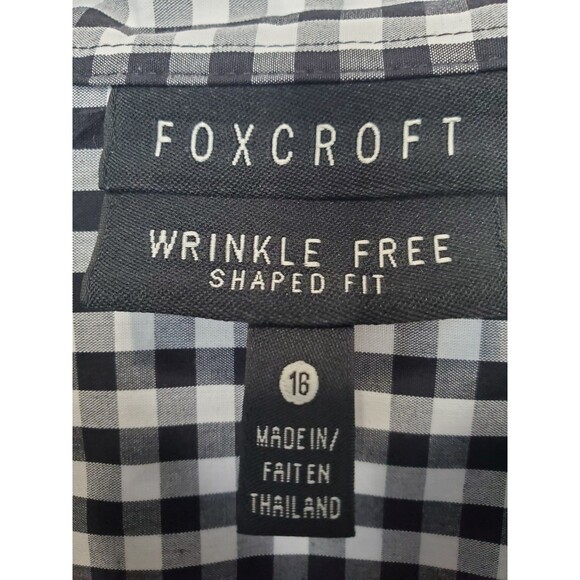 FOXCROFT
WRINKLE FREE
SHAPED FIT
16
MADE IN/
FAIT EN
THAILAND